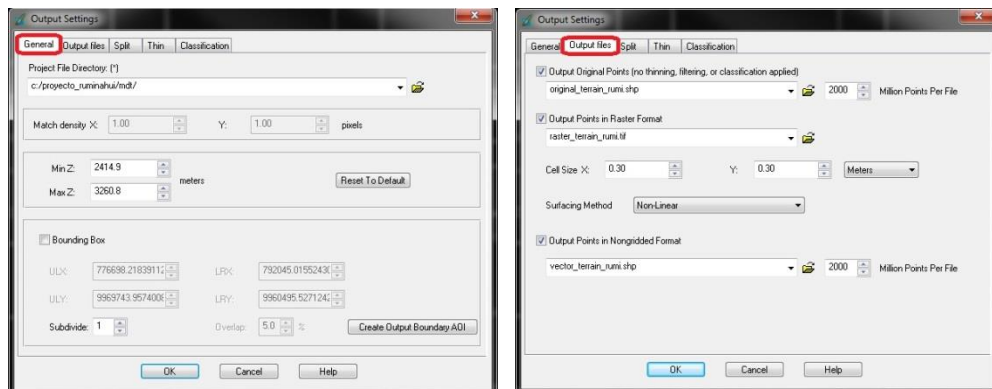 Output Settings
General Output files Split Thin Classification
Project File Directory: (*)
c:/proyecto_ruminahui/mdt/
Match density X: 1.00 Y: 1.00 pixels
Min Z: 2414.9
meters
Reset To Default
Max Z: 3260.8
Bounding Box
ULX: 776698.21839112 LRX: 792045.01552430
ULY: 9969743.9574008 LRY: 9960495.5271242
Subdivide: 1 Overlap: 5.0 % Create Output Boundary AOI
OK Cancel Help
Output Settings
General Output files Split Thin Classification
Output Original Points (no thinning, filtering, or classification applied)
original_terrain_rumi.shp 2000 Million Points Per File
Output Points in Raster Format
raster_terrain_rumi.tif
Cell Size X: 0.30 Y: 0.30 Meters
Surfacing Method Non-Linear
Output Points in Nongridded Format
vector_terrain_rumi.shp 2000 Million Points Per File
OK Cancel Help